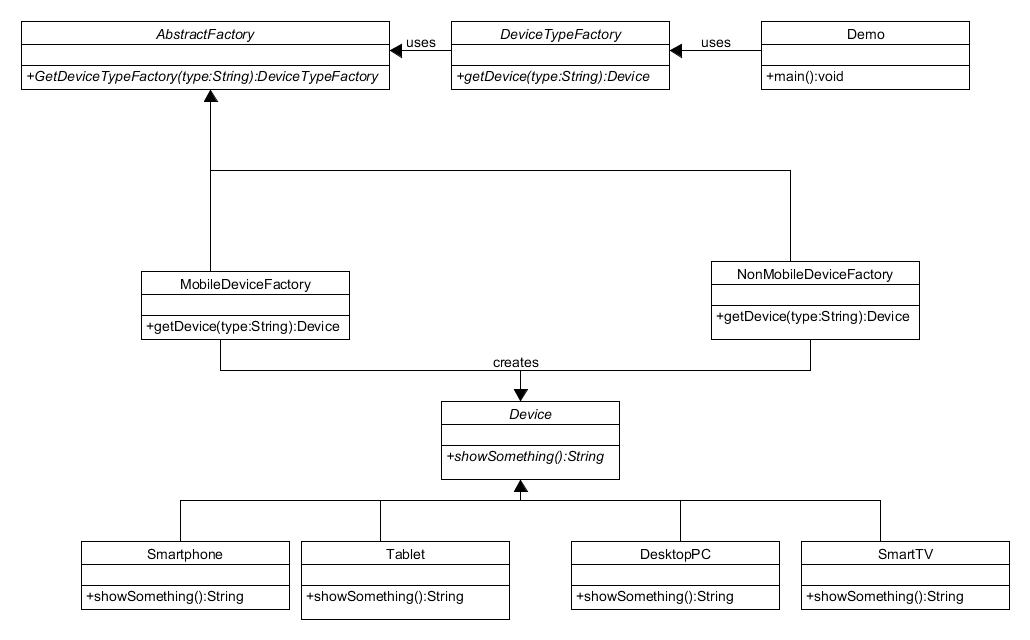 AbstractFactory
+GetDeviceTypeFactory(type:String):DeviceTypeFactory
uses
DeviceTypeFactory
+getDevice(type:String):Device
uses
Demo
+main():void
MobileDeviceFactory
+getDevice(type:String):Device
NonMobileDeviceFactory
+getDevice(type:String):Device
creates
Device
+showSomething():String
Smartphone
+showSomething():String
Tablet
+showSomething():String
DesktopPC
+showSomething():String
SmartTV
+showSomething():String